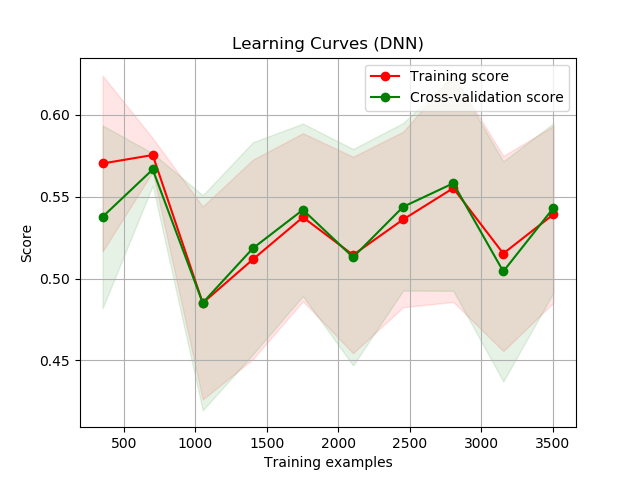 Learning Curves (DNN)
Training score
Cross-validation score
Score
0.60
0.55
0.50
0.45
500 1000 1500 2000 2500 3000 3500
Training examples